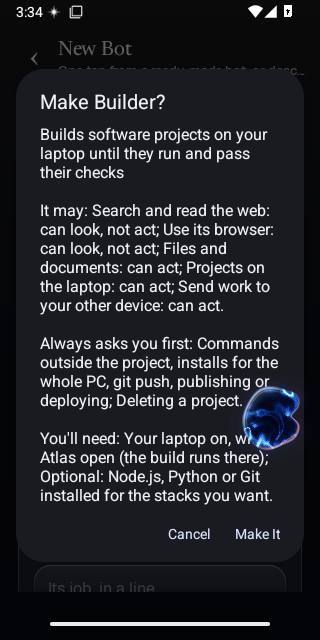 3:34
New Bot
Make Builder?
Builds software projects on your
laptop until they run and pass
their checks
It may: Search and read the web:
can look, not act; Use its browser:
can look, not act; Files and
documents: can act; Projects on
the laptop: can act; Send work to
your other device: can act.
Always asks you first: Commands
outside the project, installs for the
whole PC, git push, publishing or
deploying; Deleting a project.
You'll need: Your laptop on,
Atlas open (the build runs there);
Optional: Node.js, Python or Git
installed for the stacks you want.
Cancel Make It
Its job, in a line